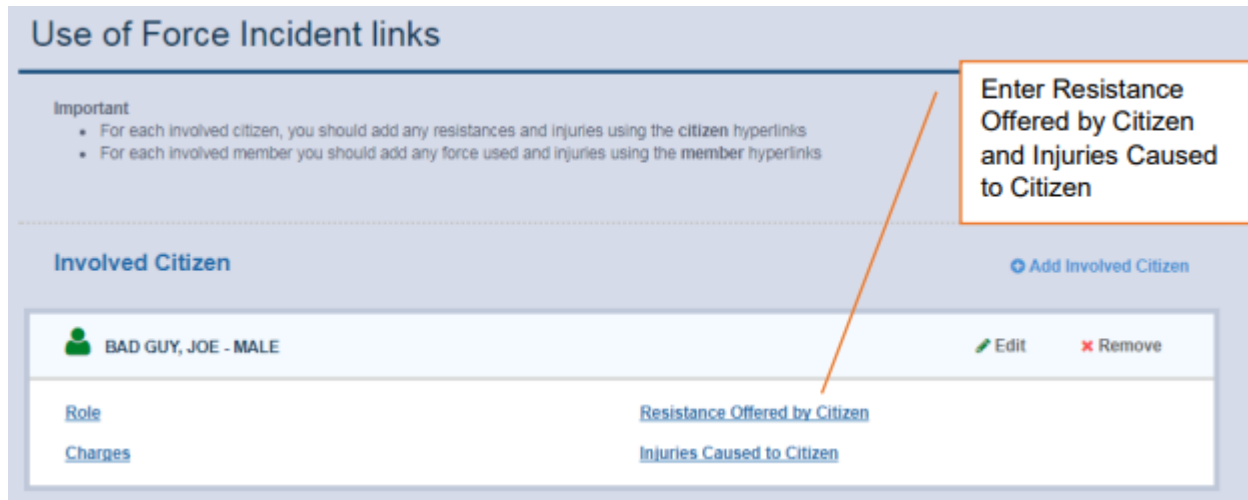 Use of Force Incident links
Important
• For each involved citizen, you should add any resistances and injuries using the citizen hyperlinks
• For each involved member you should add any force used and injuries using the member hyperlinks
Enter Resistance
Offered by Citizen
and Injuries Caused
to Citizen
Involved Citizen
Add Involved Citizen
BAD GUY, JOE - MALE
Edit
Remove
Role
Resistance Offered by Citizen
Charges
Injuries Caused to Citizen